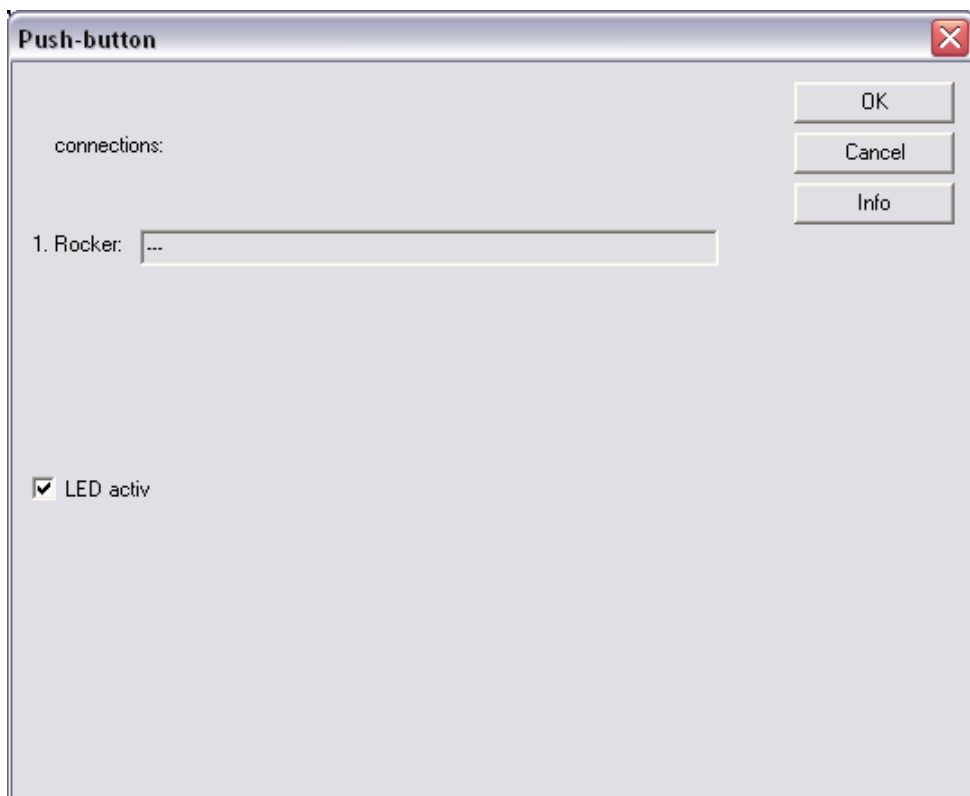 Push-button
OK
connections:
Cancel
Info
1. Rocker: ---
LED activ